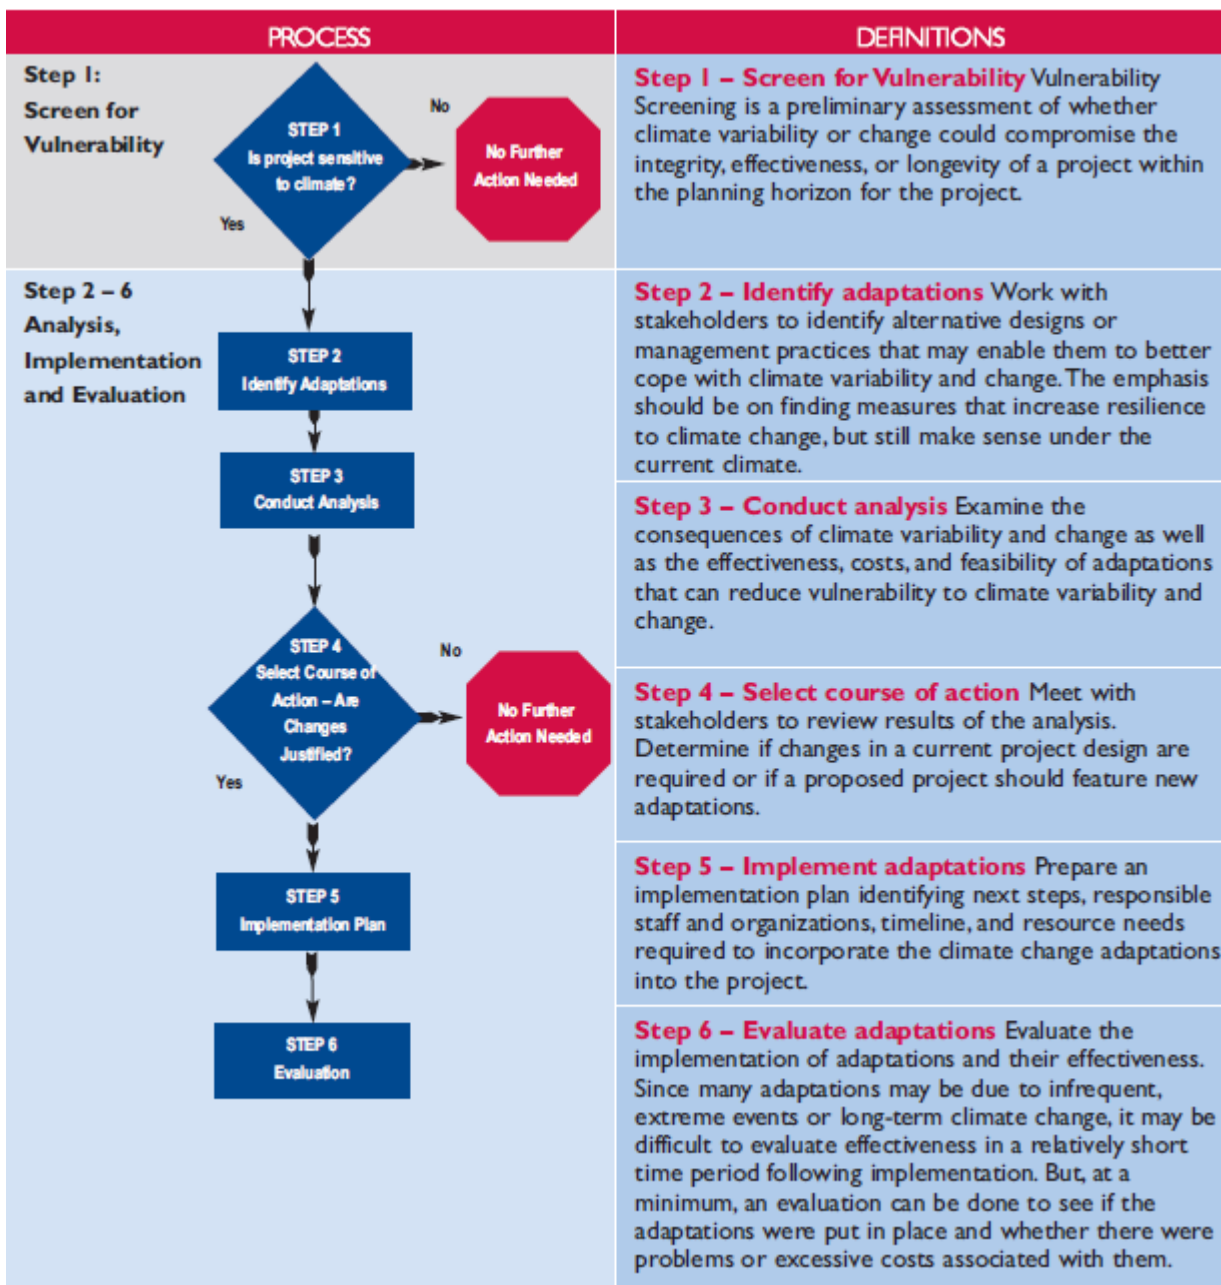 PROCESS
DEFINITIONS
Step 1:
Screen for
Vulnerability
STEP 1
Is project sensitive
to climate?
No
No Further
Action Needed
Yes
Step 1 – Screen for Vulnerability Vulnerability
Screening is a preliminary assessment of whether
climate variability or change could compromise the
integrity, effectiveness, or longevity of a project within
the planning horizon for the project.
Step 2 – 6
Analysis,
Implementation
and Evaluation
STEP 2
Identify Adaptations
STEP 3
Conduct Analysis
STEP 4
Select Course of
Action – Are
Changes
Justified?
No
No Further
Action Needed
Yes
STEP 5
Implementation Plan
STEP 6
Evaluation
Step 2 – Identify adaptations Work with
stakeholders to identify alternative designs or
management practices that may enable them to better
cope with climate variability and change. The emphasis
should be on finding measures that increase resilience
to climate change, but still make sense under the
current climate.
Step 3 – Conduct analysis Examine the
consequences of climate variability and change as well
as the effectiveness, costs, and feasibility of adaptations
that can reduce vulnerability to climate variability and
change.
Step 4 – Select course of action Meet with
stakeholders to review results of the analysis.
Determine if changes in a current project design are
required or if a proposed project should feature new
adaptations.
Step 5 – Implement adaptations Prepare an
implementation plan identifying next steps, responsible
staff and organizations, timeline, and resource needs
required to incorporate the climate change adaptations
into the project.
Step 6 – Evaluate adaptations Evaluate the
implementation of adaptations and their effectiveness.
Since many adaptations may be due to infrequent,
extreme events or long-term climate change, it may be
difficult to evaluate effectiveness in a relatively short
time period following implementation. But, at a
minimum, an evaluation can be done to see if the
adaptations were put in place and whether there were
problems or excessive costs associated with them.